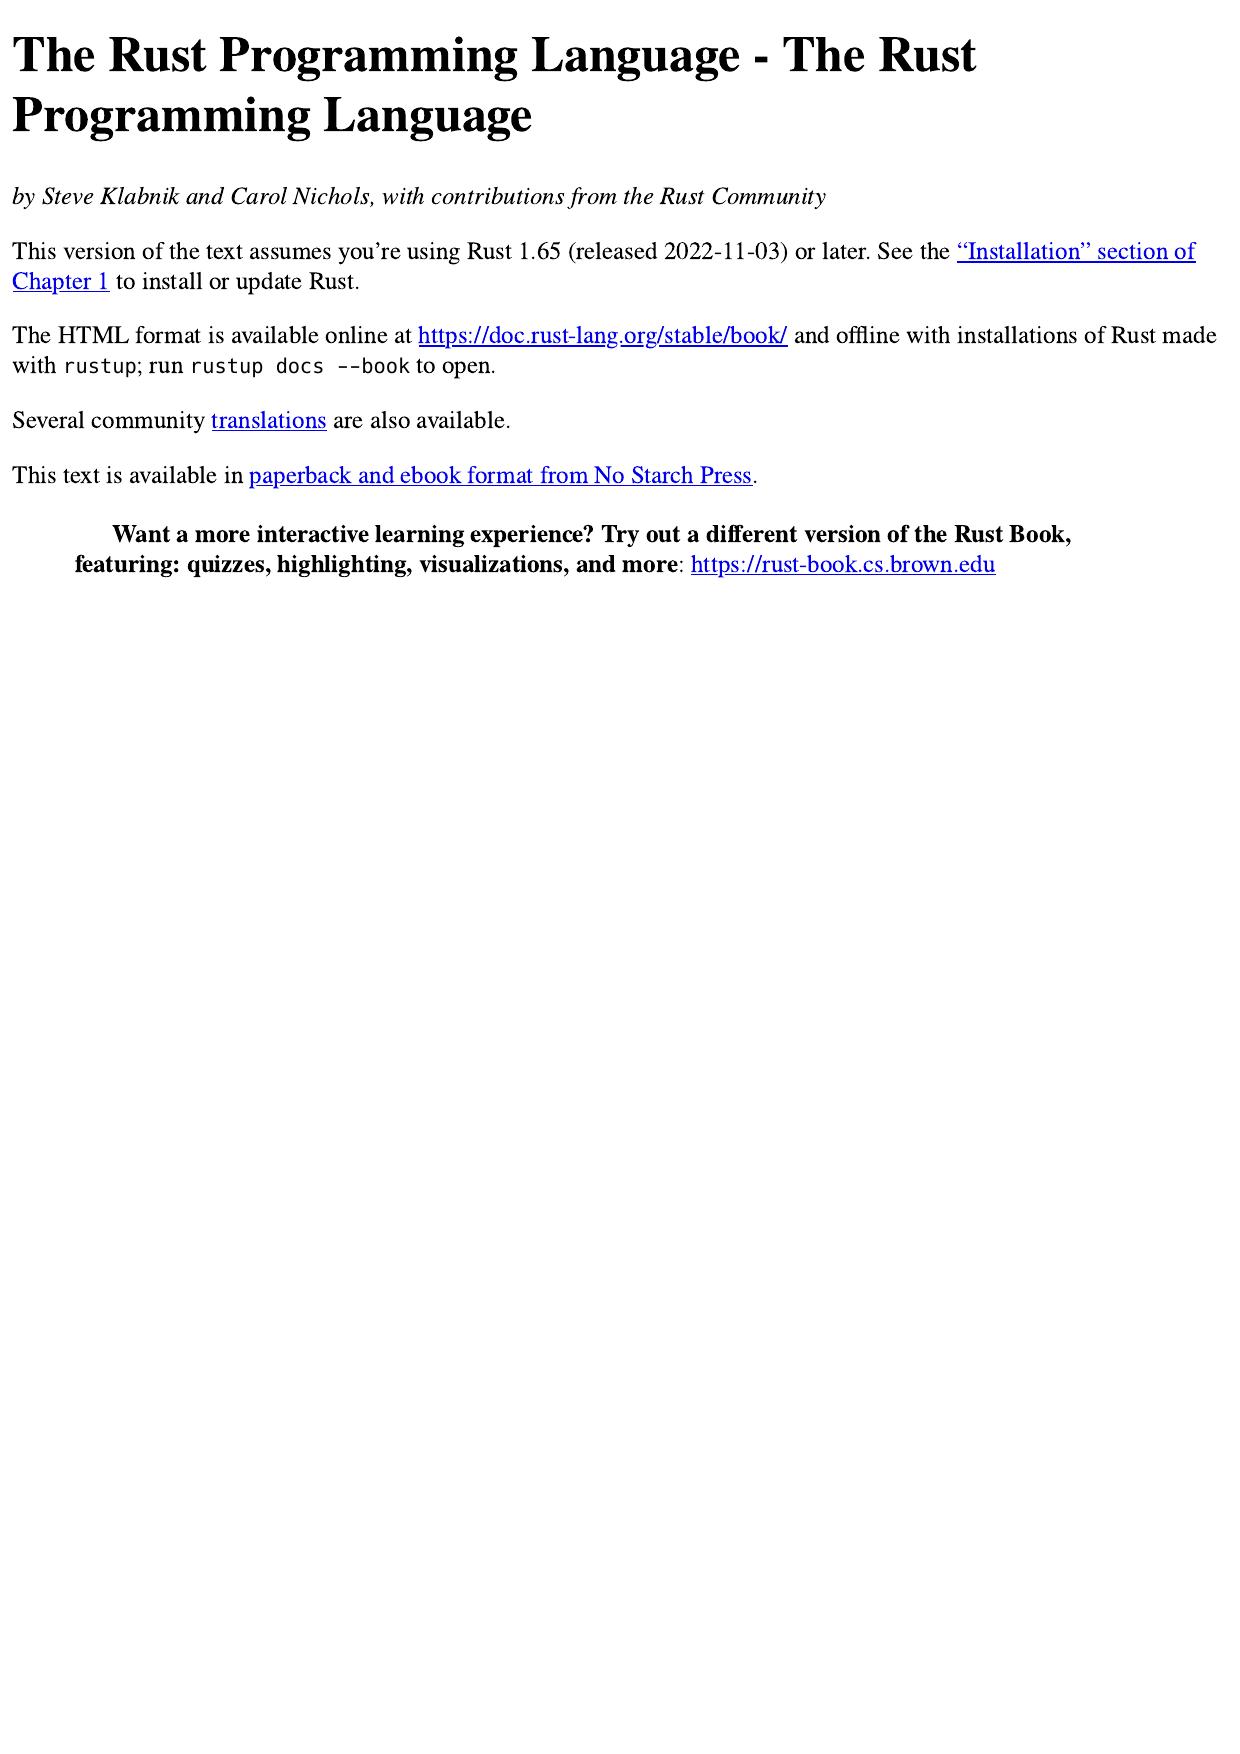 The Rust Programming Language - The Rust
Programming Language
by Steve Klabnik and Carol Nichols, with contributions from the Rust Community
This version of the text assumes you’re using Rust 1.65 (released 2022-11-03) or later. See the “Installation” section of
Chapter 1 to install or update Rust.
The HTML format is available online at https://doc.rust-lang.org/stable/book/ and offline with installations of Rust made
with rustup; run rustup docs --book to open.
Several community translations are also available.
This text is available in paperback and ebook format from No Starch Press.
Want a more interactive learning experience? Try out a different version of the Rust Book,
featuring: quizzes, highlighting, visualizations, and more: https://rust-book.cs.brown.edu